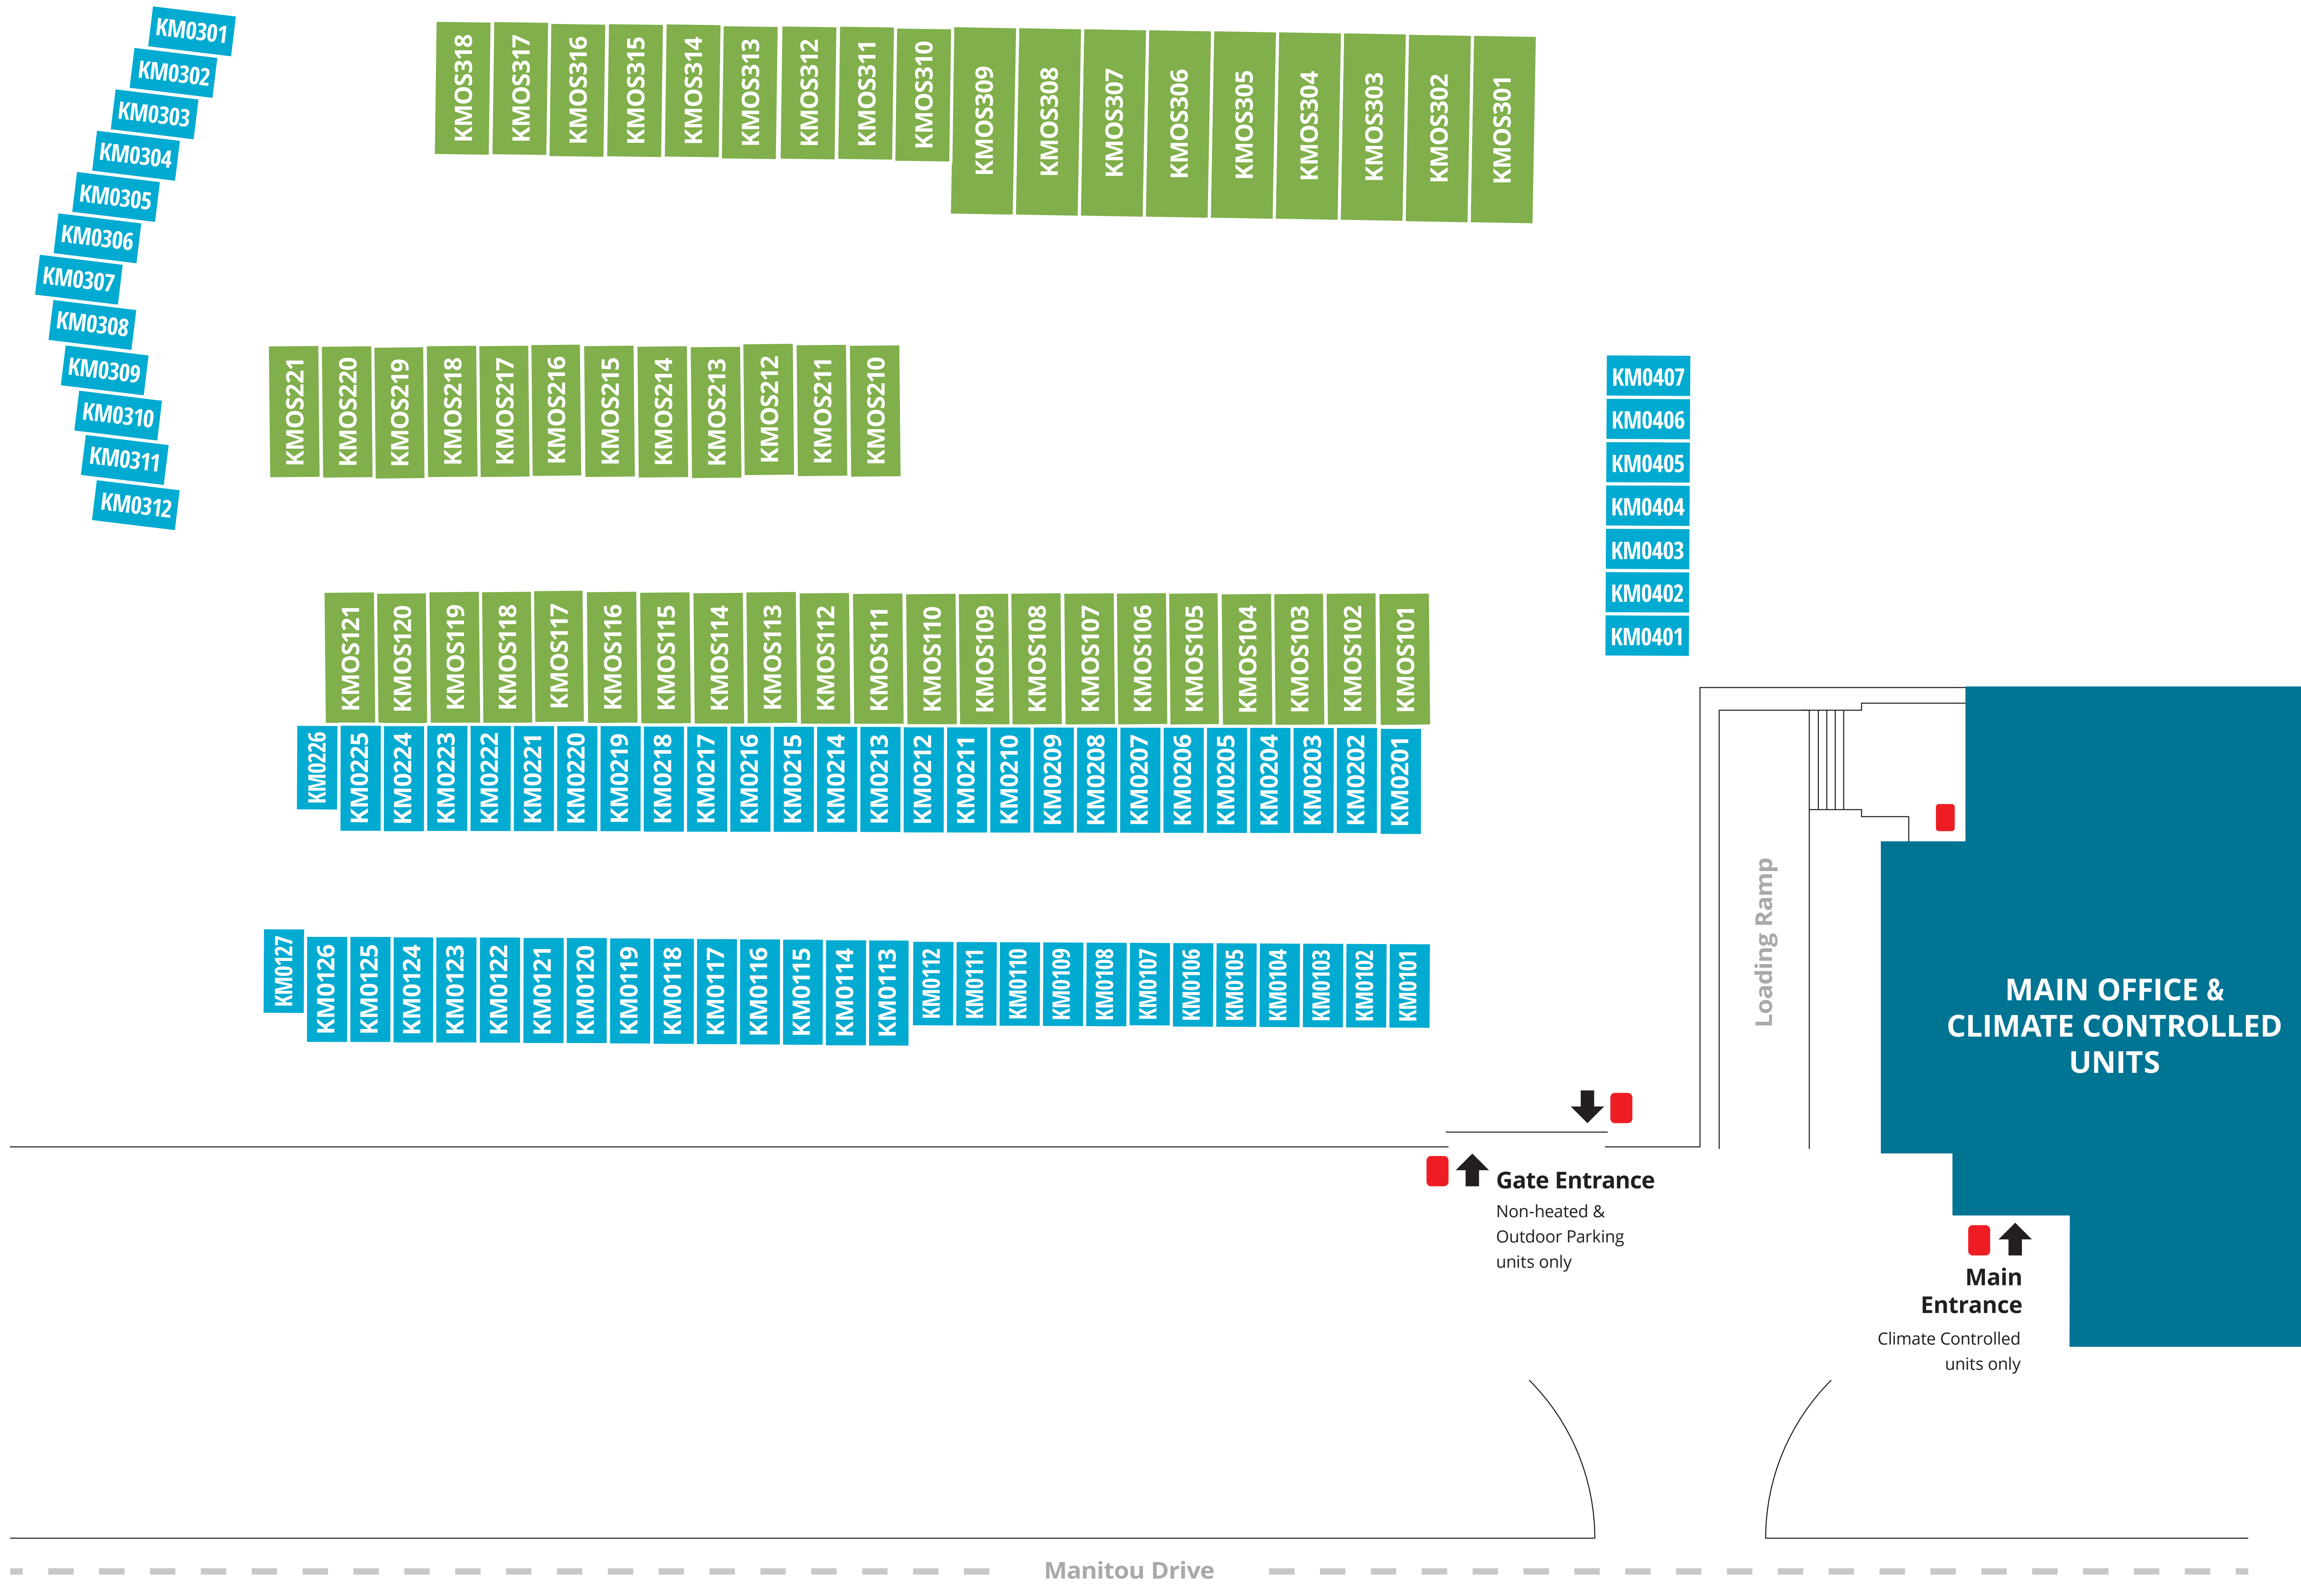 KM0301
KM0302
KM0303
KM0304
KM0305
KM0306
KM0307
KM0308
KM0309
KM0310
KM0311
KM0312
KMOS318
KMOS317
KMOS316
KMOS315
KMOS314
KMOS313
KMOS312
KMOS311
KMOS310
KMOS309
KMOS308
KMOS307
KMOS306
KMOS305
KMOS304
KMOS303
KMOS302
KMOS301
KMOS221
KMOS220
KMOS219
KMOS218
KMOS217
KMOS216
KMOS215
KMOS214
KMOS213
KMOS212
KMOS211
KMOS210
KM0407
KM0406
KM0405
KM0404
KM0403
KM0402
KM0401
KMOS121
KMOS120
KMOS119
KMOS118
KMOS117
KMOS116
KMOS115
KMOS114
KMOS113
KMOS112
KMOS111
KMOS110
KMOS109
KMOS108
KMOS107
KMOS106
KMOS105
KMOS104
KMOS103
KMOS102
KMOS101
KM0226
KM0225
KM0224
KM0223
KM0222
KM0221
KM0220
KM0219
KM0218
KM0217
KM0216
KM0215
KM0214
KM0213
KM0212
KM0211
KM0210
KM0209
KM0208
KM0207
KM0206
KM0205
KM0204
KM0203
KM0202
KM0201
KM0127
KM0126
KM0125
KM0124
KM0123
KM0122
KM0121
KM0120
KM0119
KM0118
KM0117
KM0116
KM0115
KM0114
KM0113
KM0112
KM0111
KM0110
KM0109
KM0108
KM0107
KM0106
KM0105
KM0104
KM0103
KM0102
KM0101
Loading Ramp
MAIN OFFICE &
CLIMATE CONTROLLED
UNITS
Gate Entrance
Non-heated &
Outdoor Parking
units only
Main
Entrance
Climate Controlled
units only
Manitou Drive